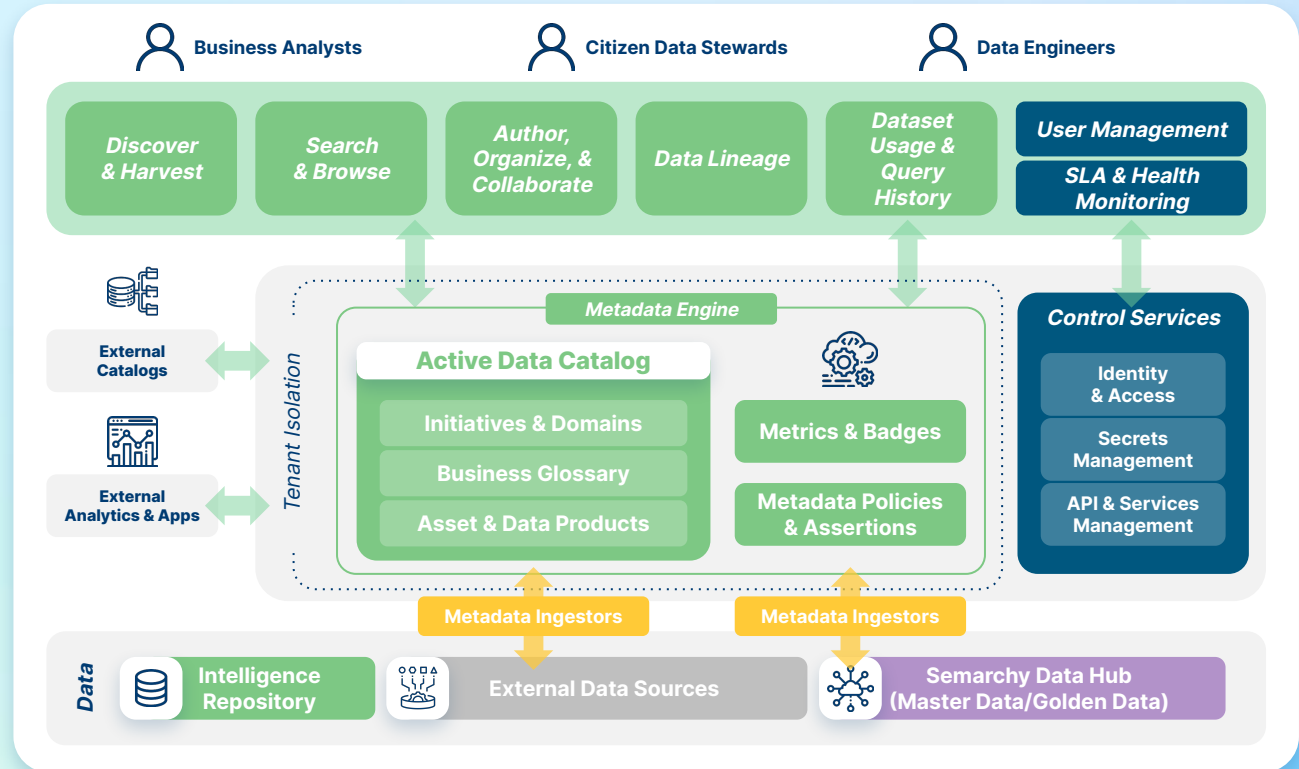 Business Analysts
Citizen Data Stewards
Data Engineers
Discover
& Harvest
Search
& Browse
Author,
Organize, &
Collaborate
Data Lineage
Dataset
Usage &
Query
History
User Management
SLA & Health
Monitoring
External
Catalogs
External
Analytics & Apps
Tenant Isolation
Metadata Engine
Active Data Catalog
Initiatives & Domains
Business Glossary
Asset & Data Products
Metrics & Badges
Metadata Policies
& Assertions
Control Services
Identity
& Access
Secrets
Management
API & Services
Management
Metadata Ingestors
Metadata Ingestors
Data
Intelligence
Repository
External Data Sources
Semarchy Data Hub
(Master Data/Golden Data)